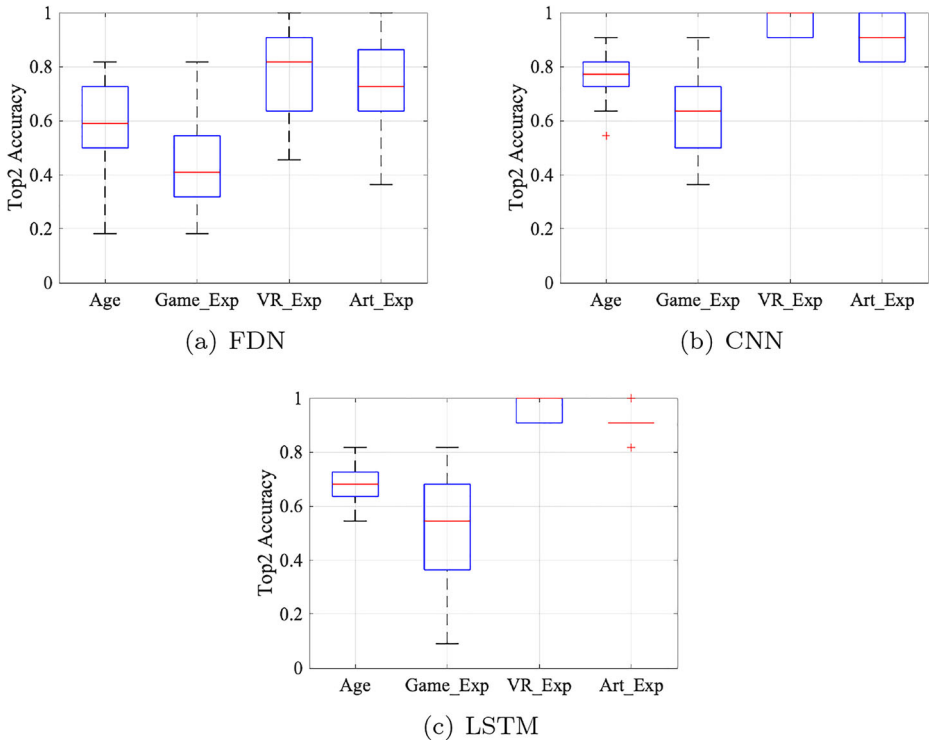 1
0.8
0.6
0.4
0.2
0
Top2 Accuracy
Age Game_Exp VR_Exp Art_Exp
(a) FDN
1
0.8
0.6
0.4
0.2
0
Top2 Accuracy
Age Game_Exp VR_Exp Art_Exp
(b) CNN
1
0.8
0.6
0.4
0.2
0
Top2 Accuracy
Age Game_Exp VR_Exp Art_Exp
(c) LSTM